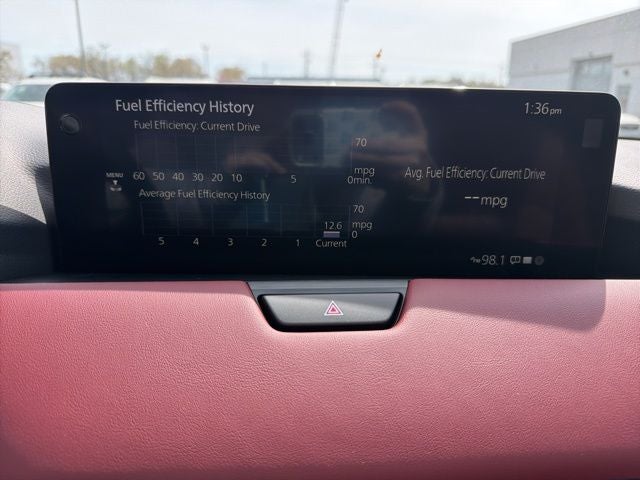 Fuel Efficiency History
1:36 pm
Fuel Efficiency: Current Drive
70
mpg
MENU
60 50 40 30 20 10 5 0min.
Avg. Fuel Efficiency: Current Drive
--mpg
Average Fuel Efficiency History
70
mpg
12.6
0
5 4 3 2 1 Current
98.1